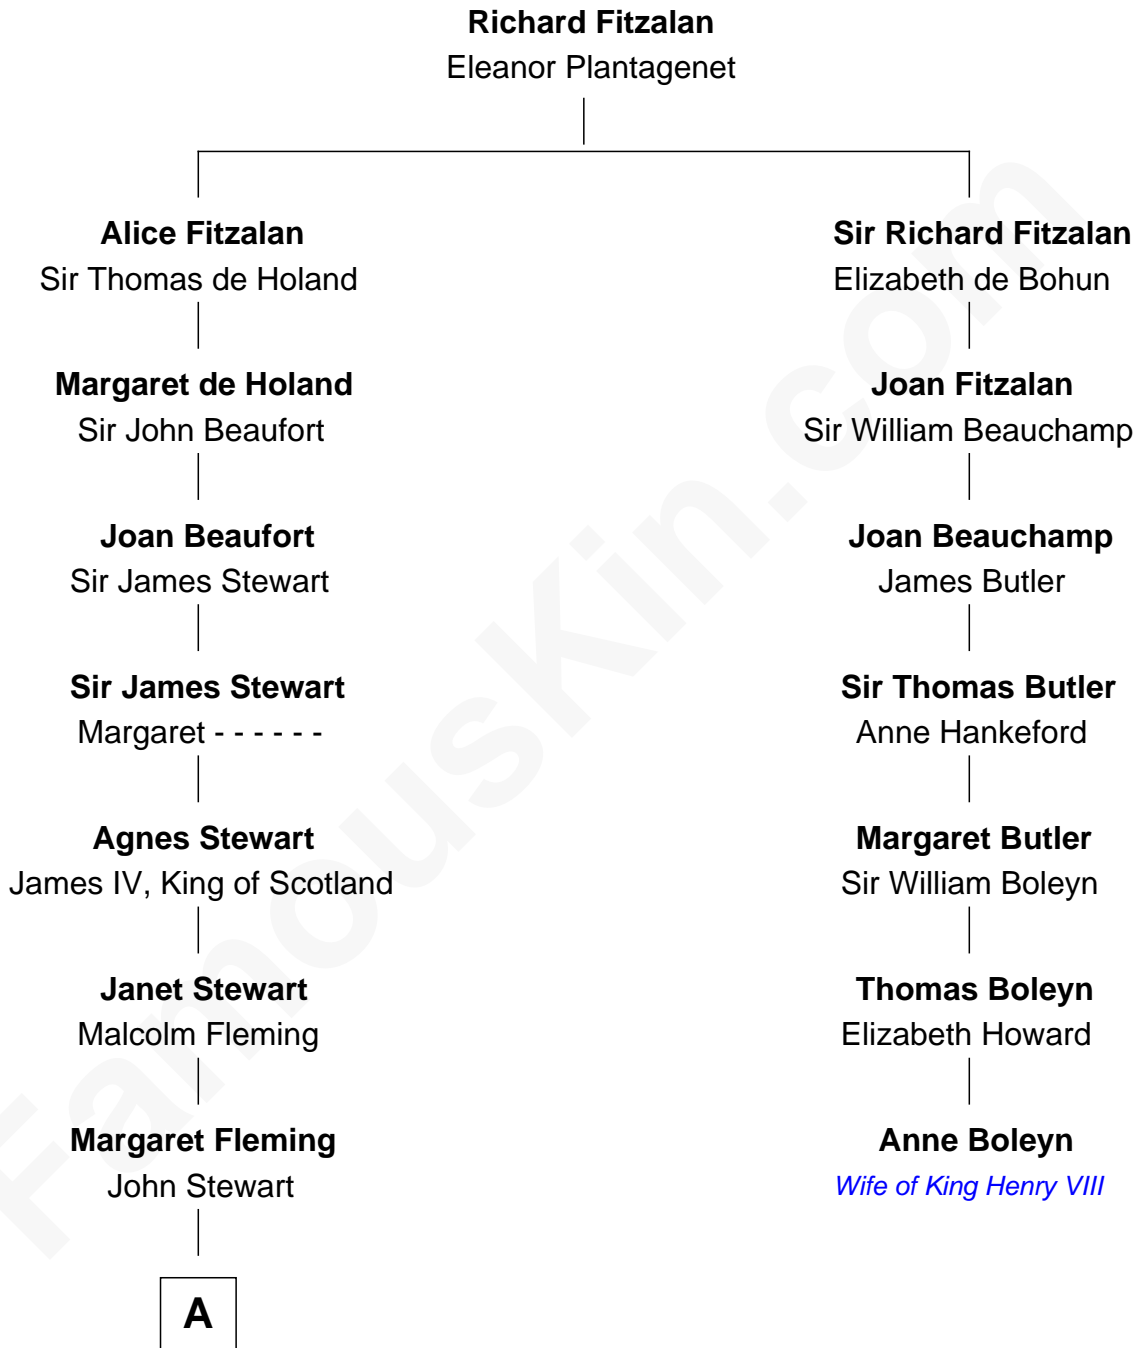 Richard Fitzalan
Eleanor Plantagenet
Alice Fitzalan
Sir Thomas de Holand
Sir Richard Fitzalan
Elizabeth de Bohun
Margaret de Holand
Sir John Beaufort
Joan Fitzalan
Sir William Beauchamp
Joan Beaufort
Sir James Stewart
Joan Beauchamp
James Butler
Sir James Stewart
Margaret - - - - - -
Sir Thomas Butler
Anne Hankeford
Agnes Stewart
James IV, King of Scotland
Margaret Butler
Sir William Boleyn
Janet Stewart
Malcolm Fleming
Thomas Boleyn
Elizabeth Howard
Margaret Fleming
John Stewart
Anne Boleyn
Wife of King Henry VIII
A
FamousKin.com